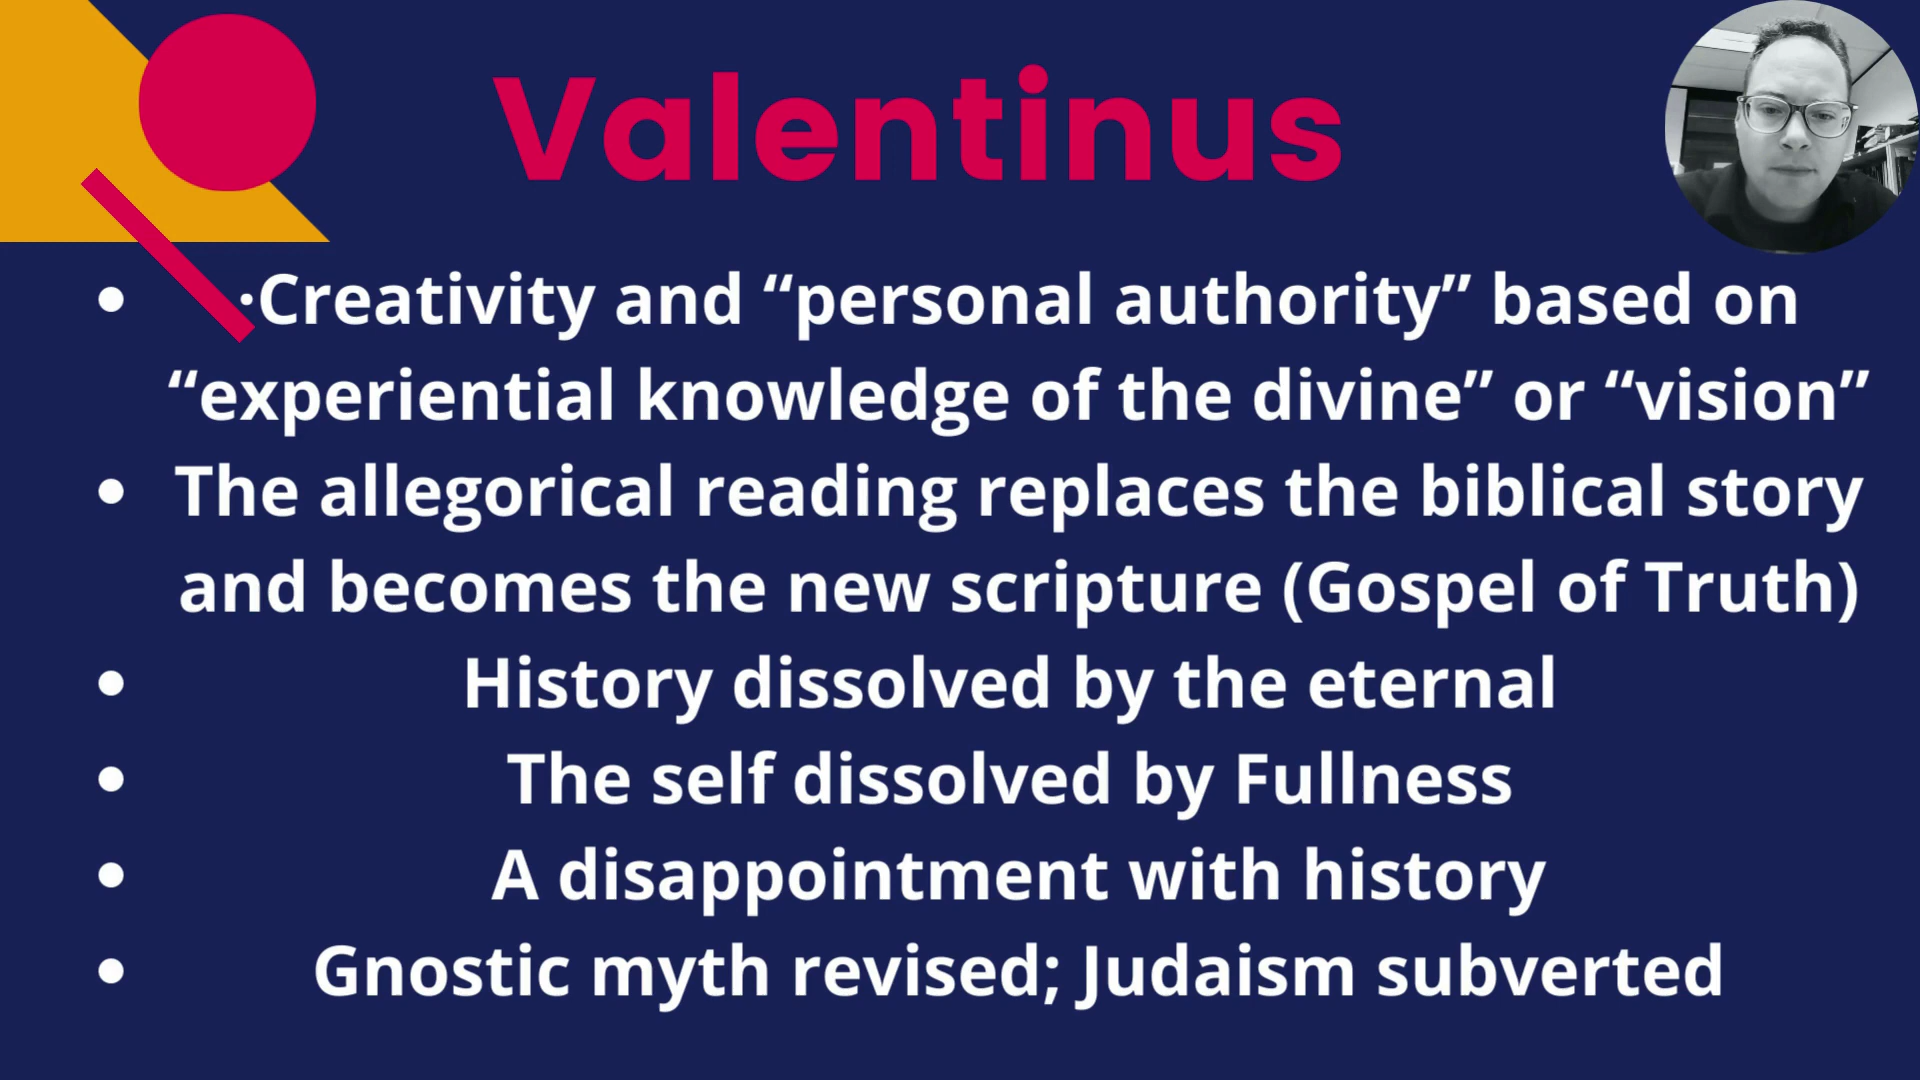 Valentinus
• ·Creativity and “personal authority” based on
“experiential knowledge of the divine” or “vision”
• The allegorical reading replaces the biblical story
and becomes the new scripture (Gospel of Truth)
• History dissolved by the eternal
• The self dissolved by Fullness
• A disappointment with history
• Gnostic myth revised; Judaism subverted